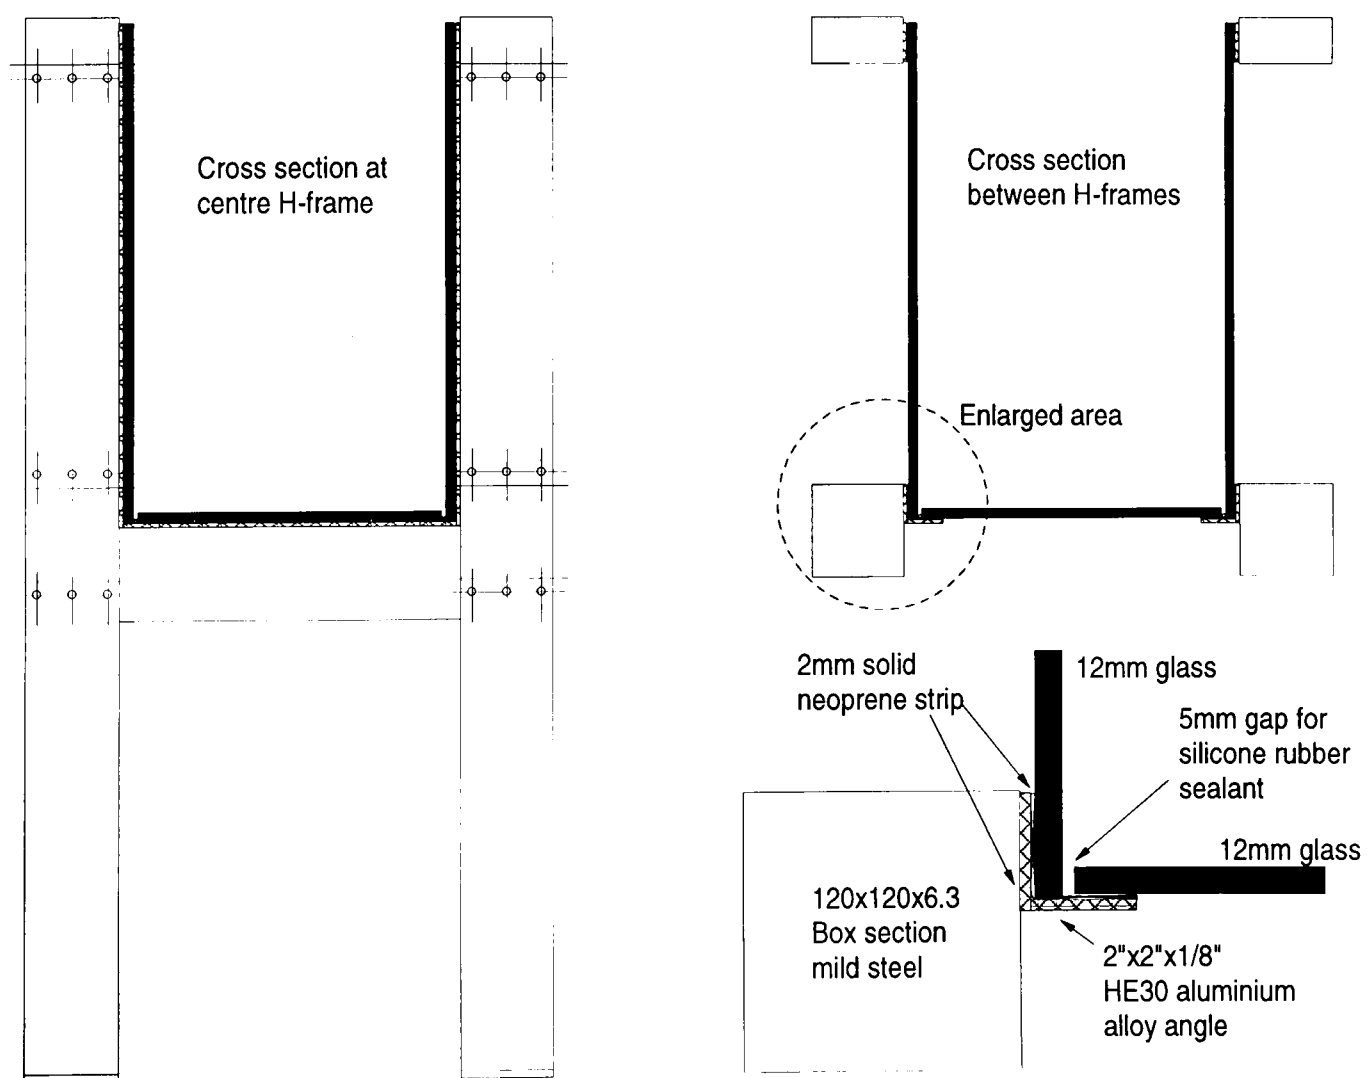 Cross section at
centre H-frame
Cross section
between H-frames
Enlarged area
2mm solid
neoprene strip
12mm glass
5mm gap for
silicone rubber
sealant
12mm glass
120x120x6.3
Box section
mild steel
2"x2"x1/8"
HE30 aluminium
alloy angle